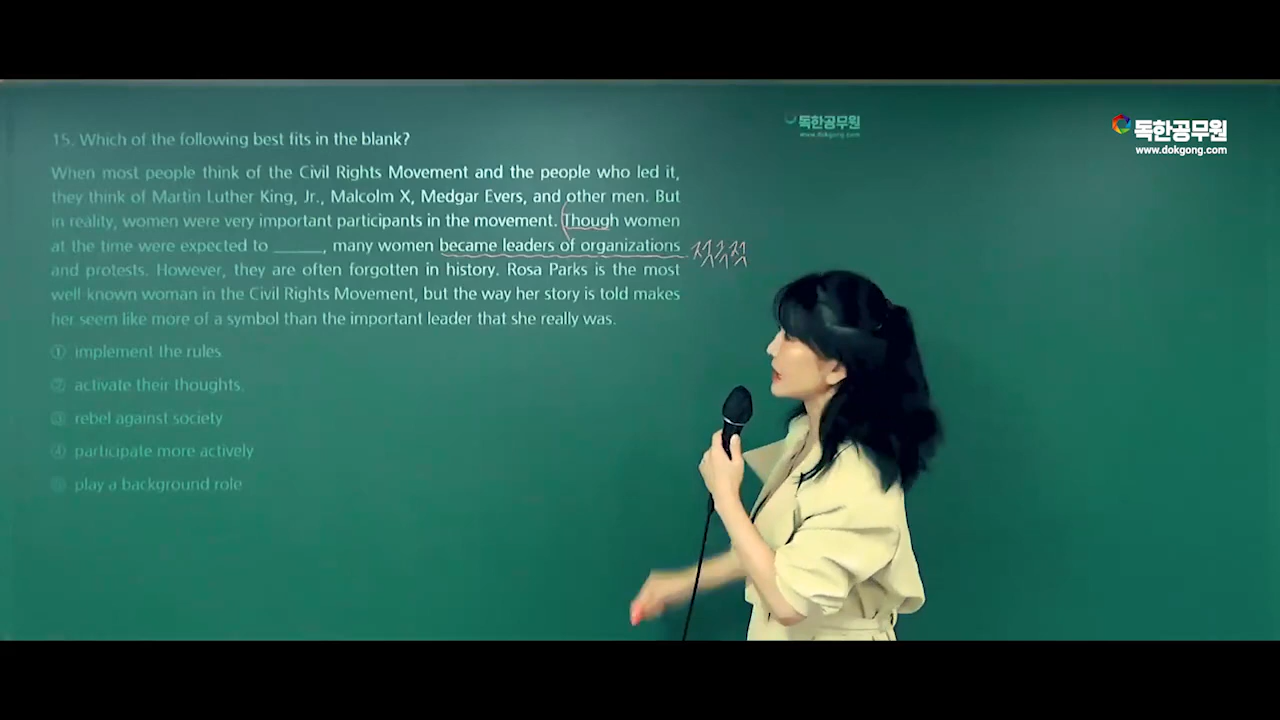 15. Which of the following best fits in the blank?
When most people think of the Civil Rights Movement and the people who led it,
they think of Martin Luther King, Jr., Malcolm X, Medgar Evers, and other men. But
in reality, women were very important participants in the movement. Though women
at the time were expected to ______, many women became leaders of organizations
적극적
and protests. However, they are often forgotten in history. Rosa Parks is the most
well-known woman in the Civil Rights Movement, but the way her story is told makes
her seem like more of a symbol than the important leader that she really was.
① implement the rules
② activate their thoughts.
③ rebel against society
④ participate more actively
⑤ play a background role
독한공무원
www.dokgong.com
독한공무원
www.dokgong.com